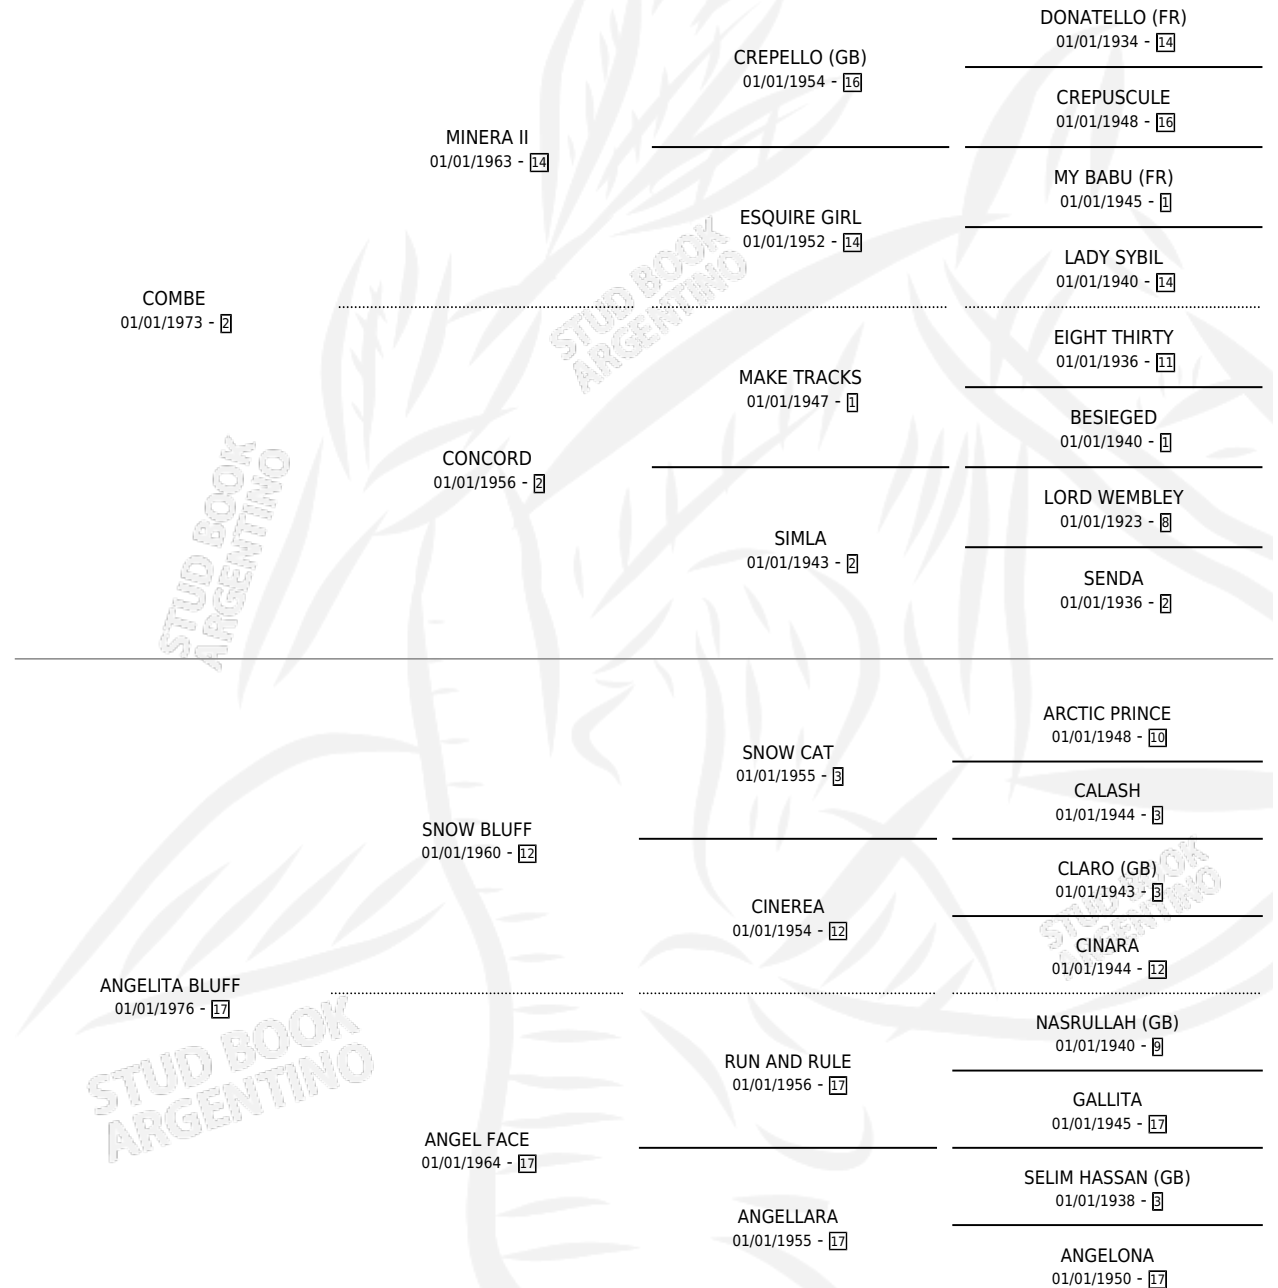 DONATELLO (FR)
01/01/1934 - 14
CREPELLO (GB)
01/01/1954 - 16
CREPUSCULE
01/01/1948 - 16
MINERA II
01/01/1963 - 14
MY BABU (FR)
01/01/1945 - 1
ESQUIRE GIRL
01/01/1952 - 14
LADY SYBIL
01/01/1940 - 14
COMBE
01/01/1973 - 2
EIGHT THIRTY
01/01/1936 - 11
MAKE TRACKS
01/01/1947 - 1
BESIEGED
01/01/1940 - 1
CONCORD
01/01/1956 - 2
LORD WEMBLEY
01/01/1923 - 8
SIMLA
01/01/1943 - 2
SENDA
01/01/1936 - 2
ARCTIC PRINCE
01/01/1948 - 10
SNOW CAT
01/01/1955 - 3
CALASH
01/01/1944 - 3
SNOW BLUFF
01/01/1960 - 12
CLARO (GB)
01/01/1943 - 3
CINEREA
01/01/1954 - 12
CINARA
01/01/1944 - 12
ANGELITA BLUFF
01/01/1976 - 17
NASRULLAH (GB)
01/01/1940 - 9
RUN AND RULE
01/01/1956 - 17
GALLITA
01/01/1945 - 17
ANGEL FACE
01/01/1964 - 17
SELIM HASSAN (GB)
01/01/1938 - 3
ANGELLARA
01/01/1955 - 17
ANGELONA
01/01/1950 - 17
STUD BOOK
ARGENTINO
STUD BOOK
ARGENTINO
STUD BOOK
ARGENTINO
STUD BOOK
ARGENTINO